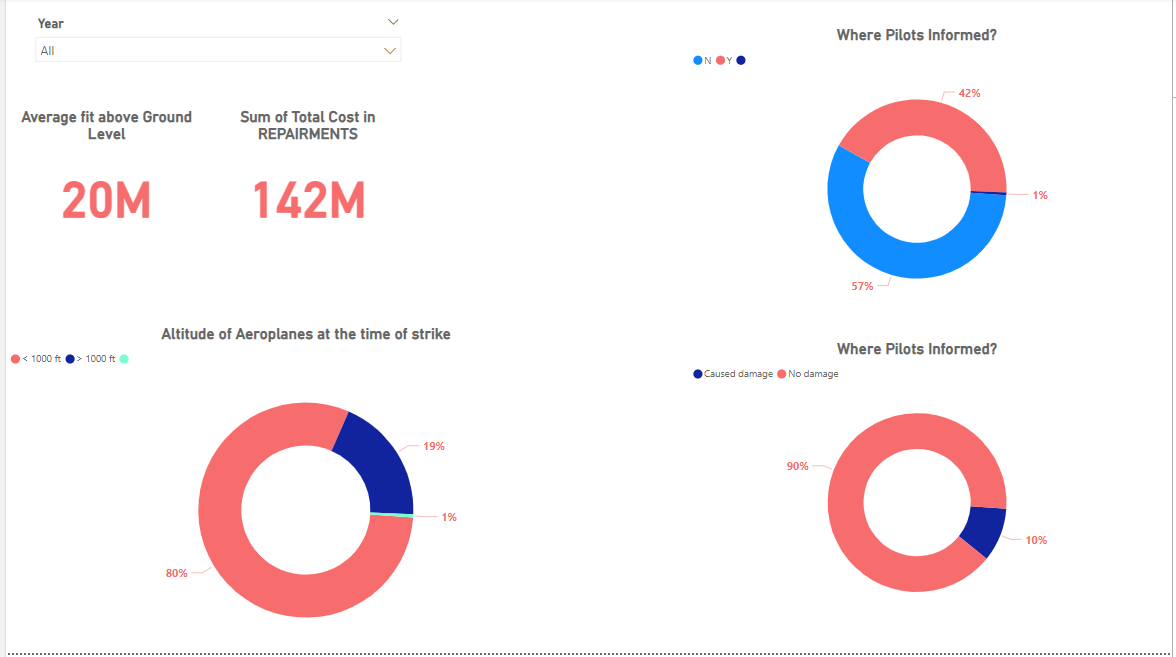 Year
All
Average fit above Ground
Level
20M
Sum of Total Cost in
REPAIRMENTS
142M
Where Pilots Informed?
N Y
42%
1%
57%
Altitude of Aeroplanes at the time of strike
< 1000 ft > 1000 ft
19%
1%
80%
Where Pilots Informed?
Caused damage No damage
90%
10%